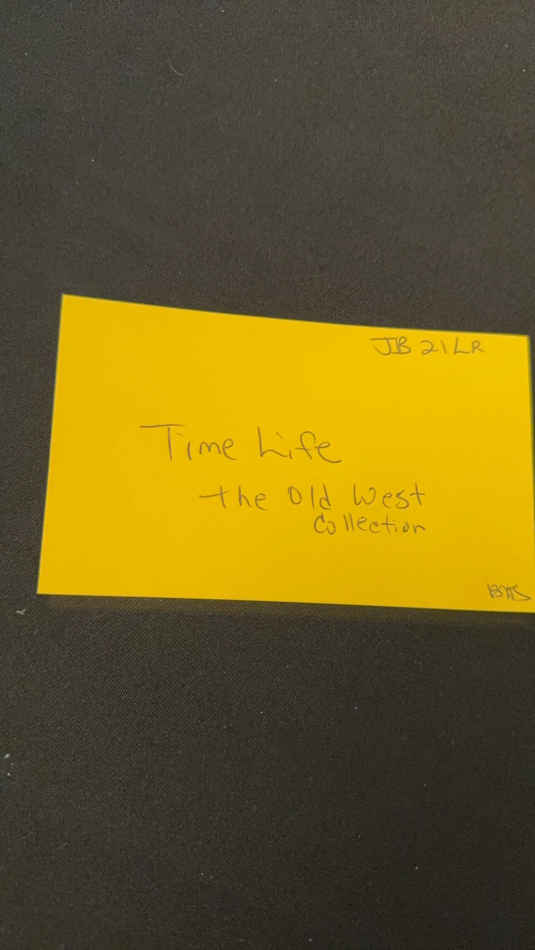 JB 21LR
Time Life
the Old West
Collection